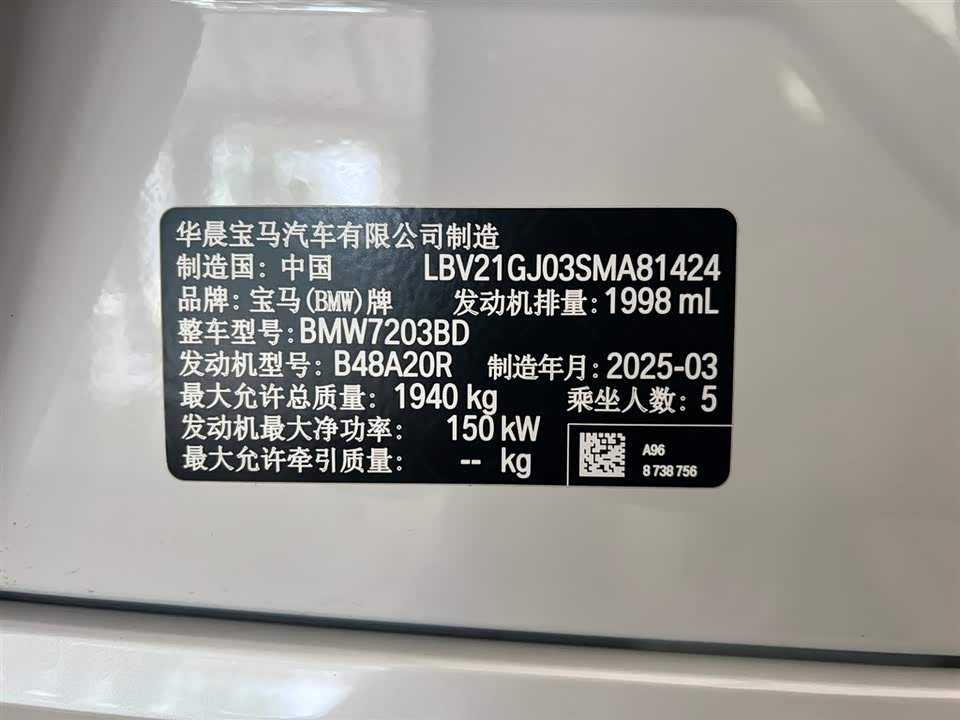 华晨宝马汽车有限公司制造
制造国：中国 LBV21GJ03SMA81424
品牌：宝马(BMW)牌 发动机排量：1998 mL
整车型号：BMW7203BD
发动机型号：B48A20R 制造年月：2025-03
最大允许总质量：1940 kg 乘坐人数：5
发动机最大净功率：150 kW
最大允许牵引质量：-- kg
A96
8 738 756